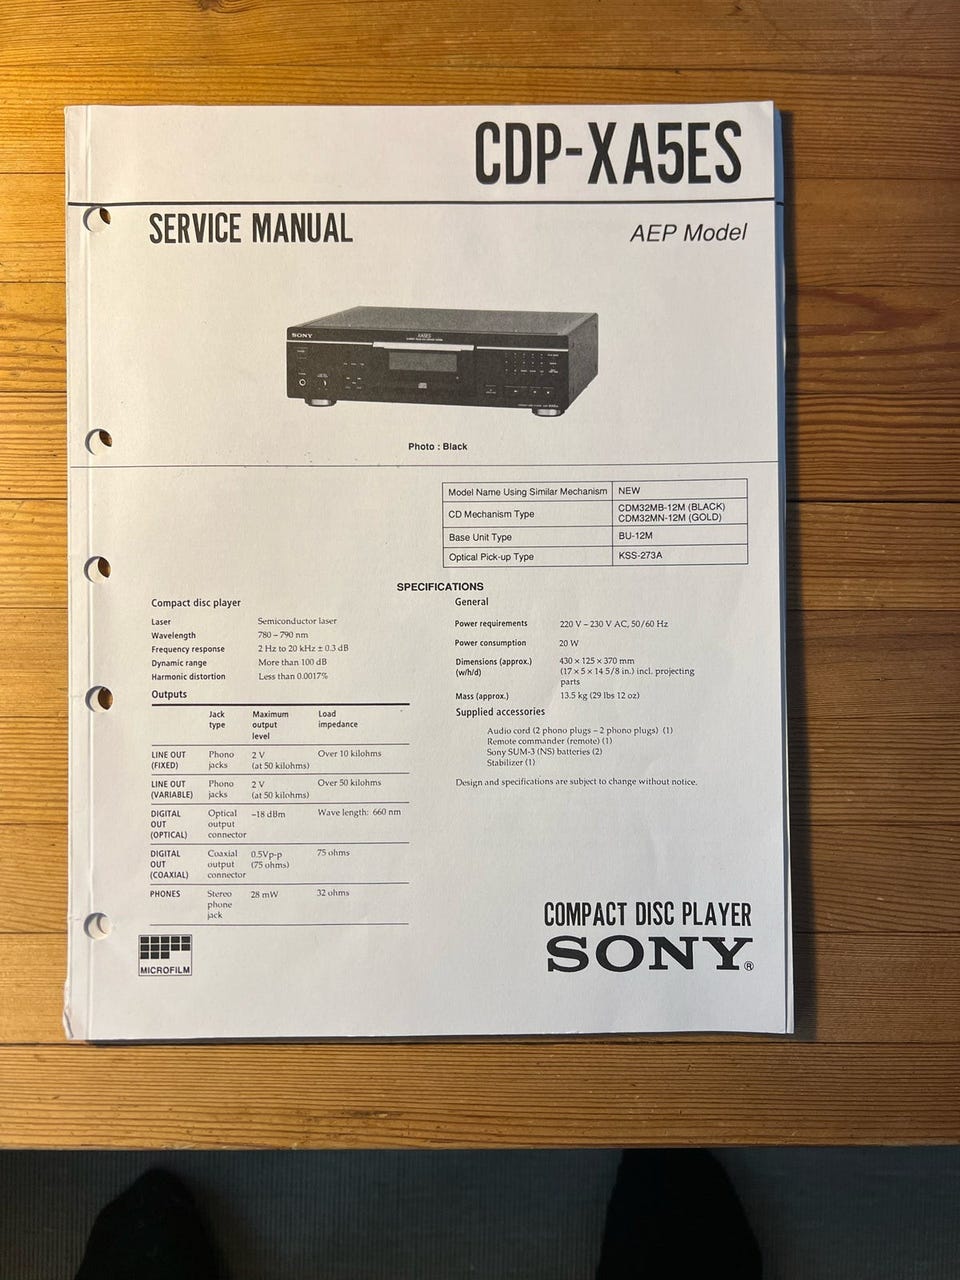 CDP-XA5ES
SERVICE MANUAL
AEP Model
SONY
XA5ES
Photo : Black
Model Name Using Similar Mechanism NEW
CD Mechanism Type CDM32MB-12M (BLACK)
CDM32MN-12M (GOLD)
Base Unit Type BU-12M
Optical Pick-up Type KSS-273A
SPECIFICATIONS
Compact disc player
Laser Semiconductor laser
Wavelength 780 – 790 nm
Frequency response 2 Hz to 20 kHz ± 0.3 dB
Dynamic range More than 100 dB
Harmonic distortion Less than 0.0017%
Outputs
Jack type Maximum output level Load impedance
LINE OUT (FIXED) Phono jacks 2 V (at 50 kilohms) Over 10 kilohms
LINE OUT (VARIABLE) Phono jacks 2 V (at 50 kilohms) Over 50 kilohms
DIGITAL OUT (OPTICAL) Optical output connector –18 dBm Wave length: 660 nm
DIGITAL OUT (COAXIAL) Coaxial output connector 0.5Vp-p (75 ohms) 75 ohms
PHONES Stereo phone jack 28 mW 32 ohms
General
Power requirements 220 V – 230 V AC, 50/60 Hz
Power consumption 20 W
Dimensions (approx.) 430 × 125 × 370 mm
(w/h/d) (17 × 5 × 14 5/8 in.) incl. projecting
parts
Mass (approx.) 13.5 kg (29 lbs 12 oz)
Supplied accessories
Audio cord (2 phono plugs – 2 phono plugs) (1)
Remote commander (remote) (1)
Sony SUM-3 (NS) batteries (2)
Stabilizer (1)
Design and specifications are subject to change without notice.
MICROFILM
COMPACT DISC PLAYER
SONY®